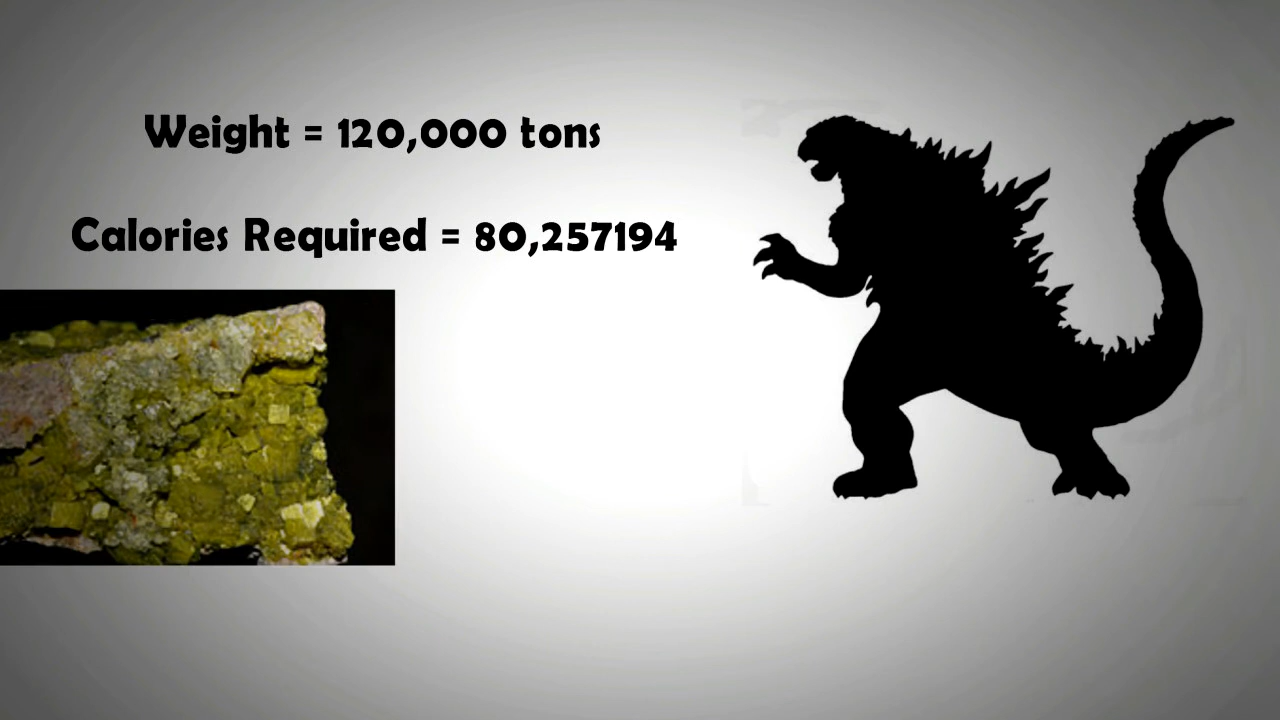 Weight = 120,000 tons
Calories Required = 80,257194